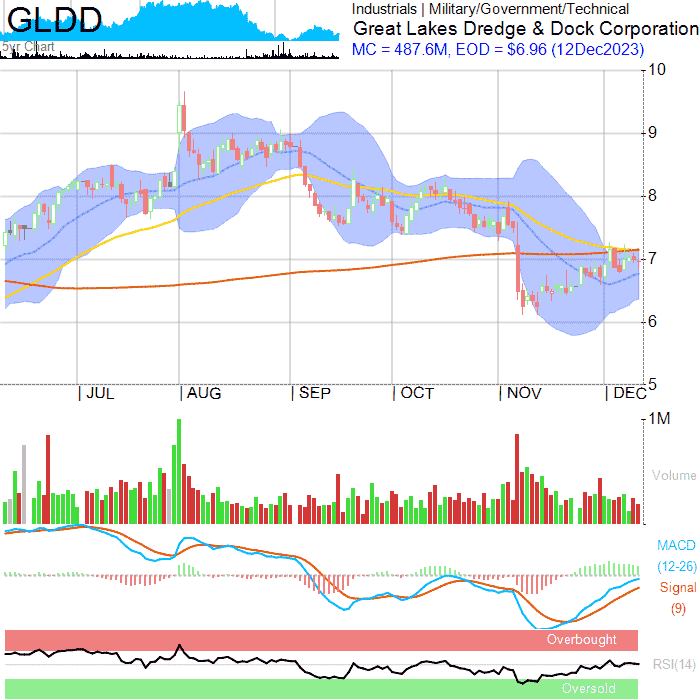 GLDD
5yr Chart
Industrials | Military/Government/Technical
Great Lakes Dredge & Dock Corporation
MC = 487.6M, EOD = $6.96 (12Dec2023)
10
9
8
7
6
5
| JUL | AUG | SEP | OCT | NOV | DEC
1M
Volume
MACD
(12-26)
Signal
(9)
Overbought
RSI(14)
Oversold